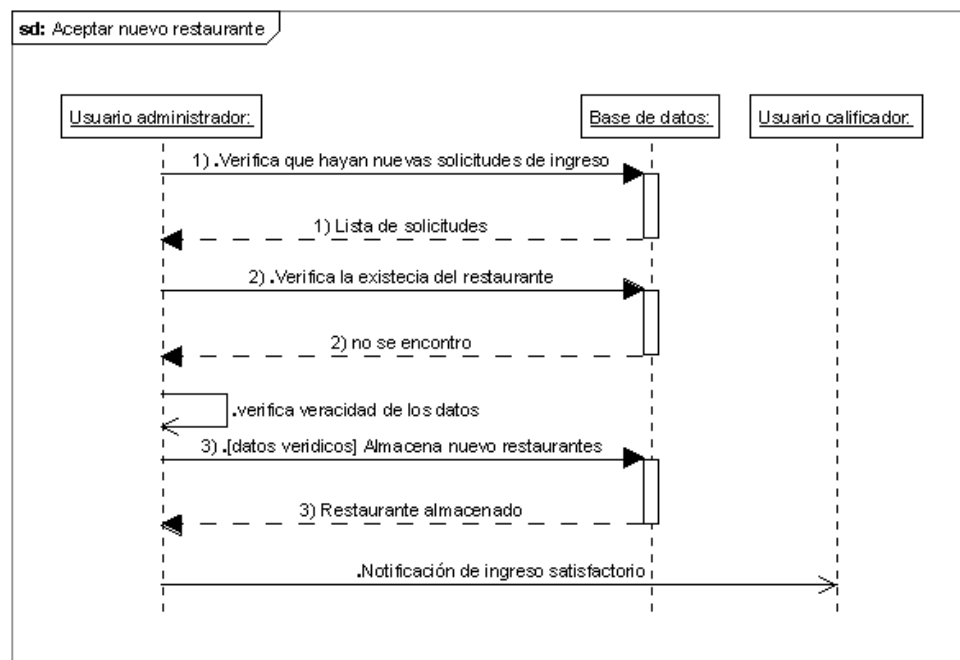 sd: Aceptar nuevo restaurante
Usuario administrador:
Base de datos:
Usuario calificador:
1) .Verifica que hayan nuevas solicitudes de ingreso
1) Lista de solicitudes
2) .Verifica la existecia del restaurante
2) no se encontro
.verifica veracidad de los datos
3) .[datos veridicos] Almacena nuevo restaurantes
3) Restaurante almacenado
.Notificación de ingreso satisfactorio